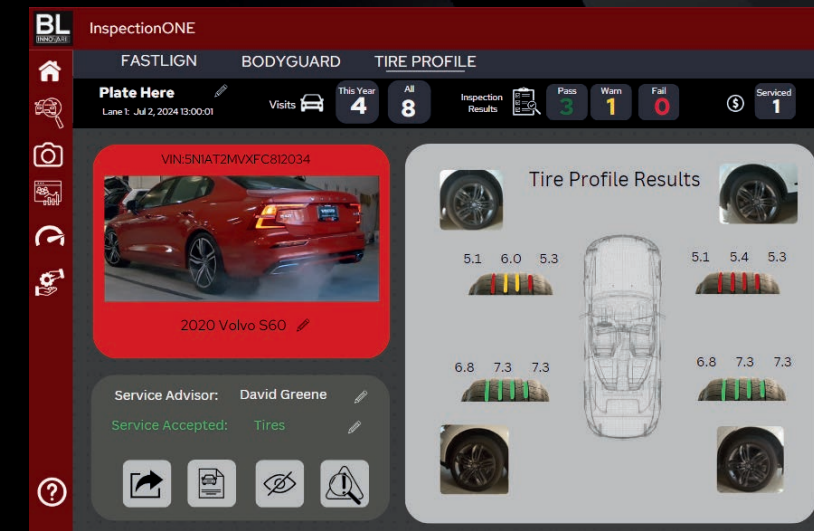 BL InspectionONE
INNOVARE
FASTLIGN BODYGUARD TIRE PROFILE
Plate Here
Lane 1: Jul 2, 2024 13:00:01
Visits
This Year
4
All
8
Inspection
Results
Pass
3
Warn
1
Fail
0
Serviced
1
VIN:5N1AT2MVXFC812034
2020 Volvo S60
Service Advisor: David Greene
Service Accepted: Tires
Tire Profile Results
5.1 6.0 5.3
5.1 5.4 5.3
6.8 7.3 7.3
6.8 7.3 7.3